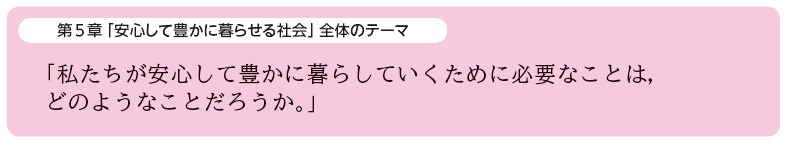 第５章「安心して豊かに暮らせる社会」全体のテーマ
「私たちが安心して豊かに暮らしていくために必要なことは，
どのようなことだろうか。」